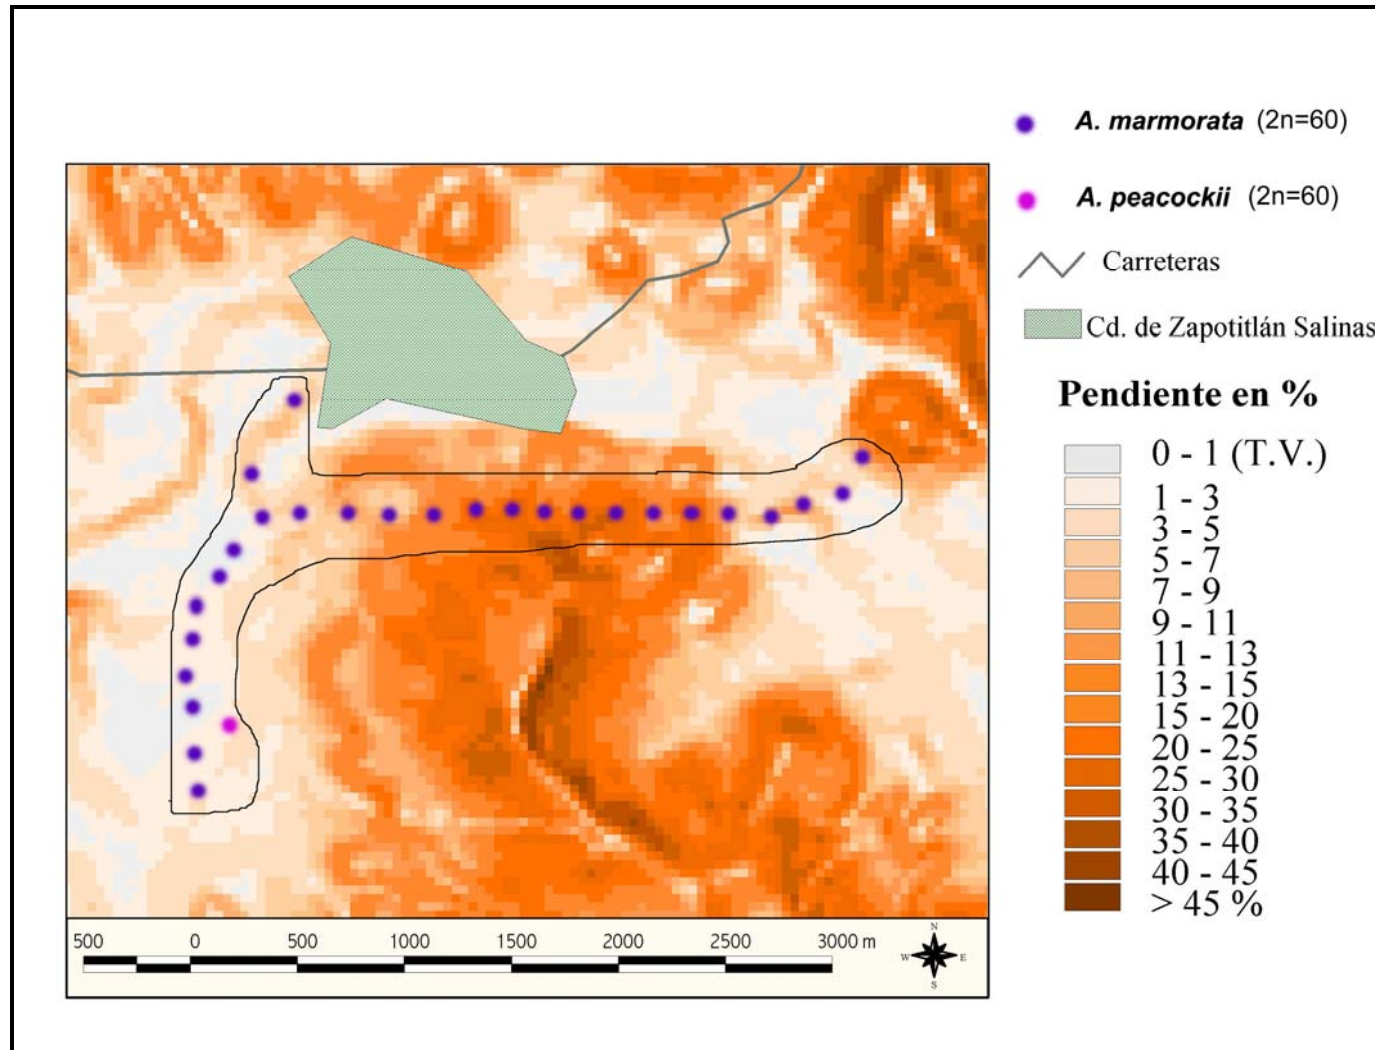 A. marmorata (2n=60)
A. peacockii (2n=60)
Carreteras
Cd. de Zapotitlán Salinas
Pendiente en %
0 - 1 (T.V.)
1 - 3
3 - 5
5 - 7
7 - 9
9 - 11
11 - 13
13 - 15
15 - 20
20 - 25
25 - 30
30 - 35
35 - 40
40 - 45
> 45 %
500 0 500 1000 1500 2000 2500 3000 m
N
W E
S